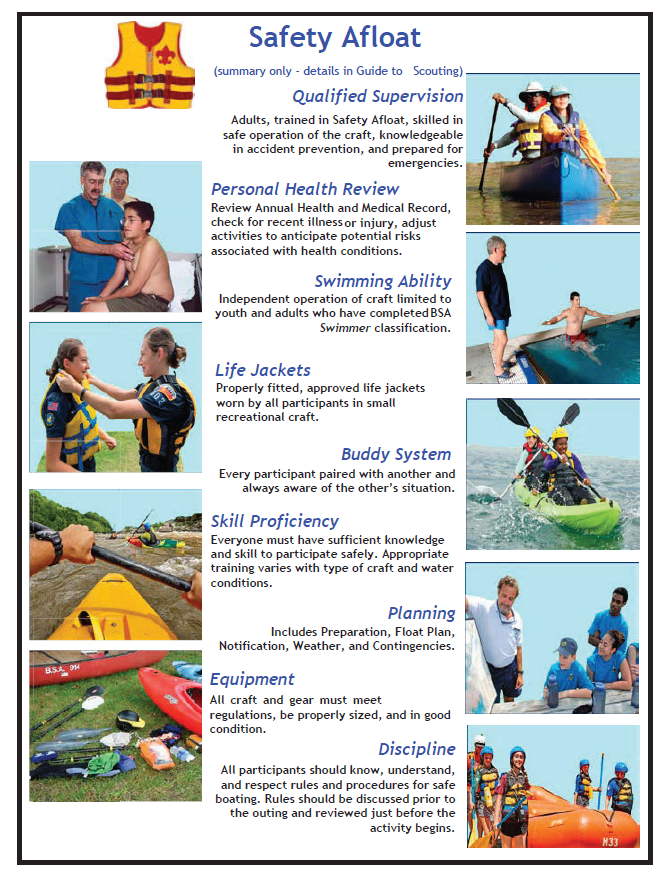 Safety Afloat
(summary only - details in Guide to Scouting)
Qualified Supervision
Adults, trained in Safety Afloat, skilled in
safe operation of the craft, knowledgeable
in accident prevention, and prepared for
emergencies.
Personal Health Review
Review Annual Health and Medical Record,
check for recent illness or injury, adjust
activities to anticipate potential risks
associated with health conditions.
Swimming Ability
Independent operation of craft limited to
youth and adults who have completed BSA
Swimmer classification.
Life Jackets
Properly fitted, approved life jackets
worn by all participants in small
recreational craft.
Buddy System
Every participant paired with another and
always aware of the other's situation.
Skill Proficiency
Everyone must have sufficient knowledge
and skill to participate safely. Appropriate
training varies with type of craft and water
conditions.
Planning
Includes Preparation, Float Plan,
Notification, Weather, and Contingencies.
Equipment
B.S.A. 914
All craft and gear must meet
regulations, be properly sized, and in good
condition.
Discipline
All participants should know, understand,
and respect rules and procedures for safe
boating. Rules should be discussed prior to
the outing and reviewed just before the
activity begins.
M33